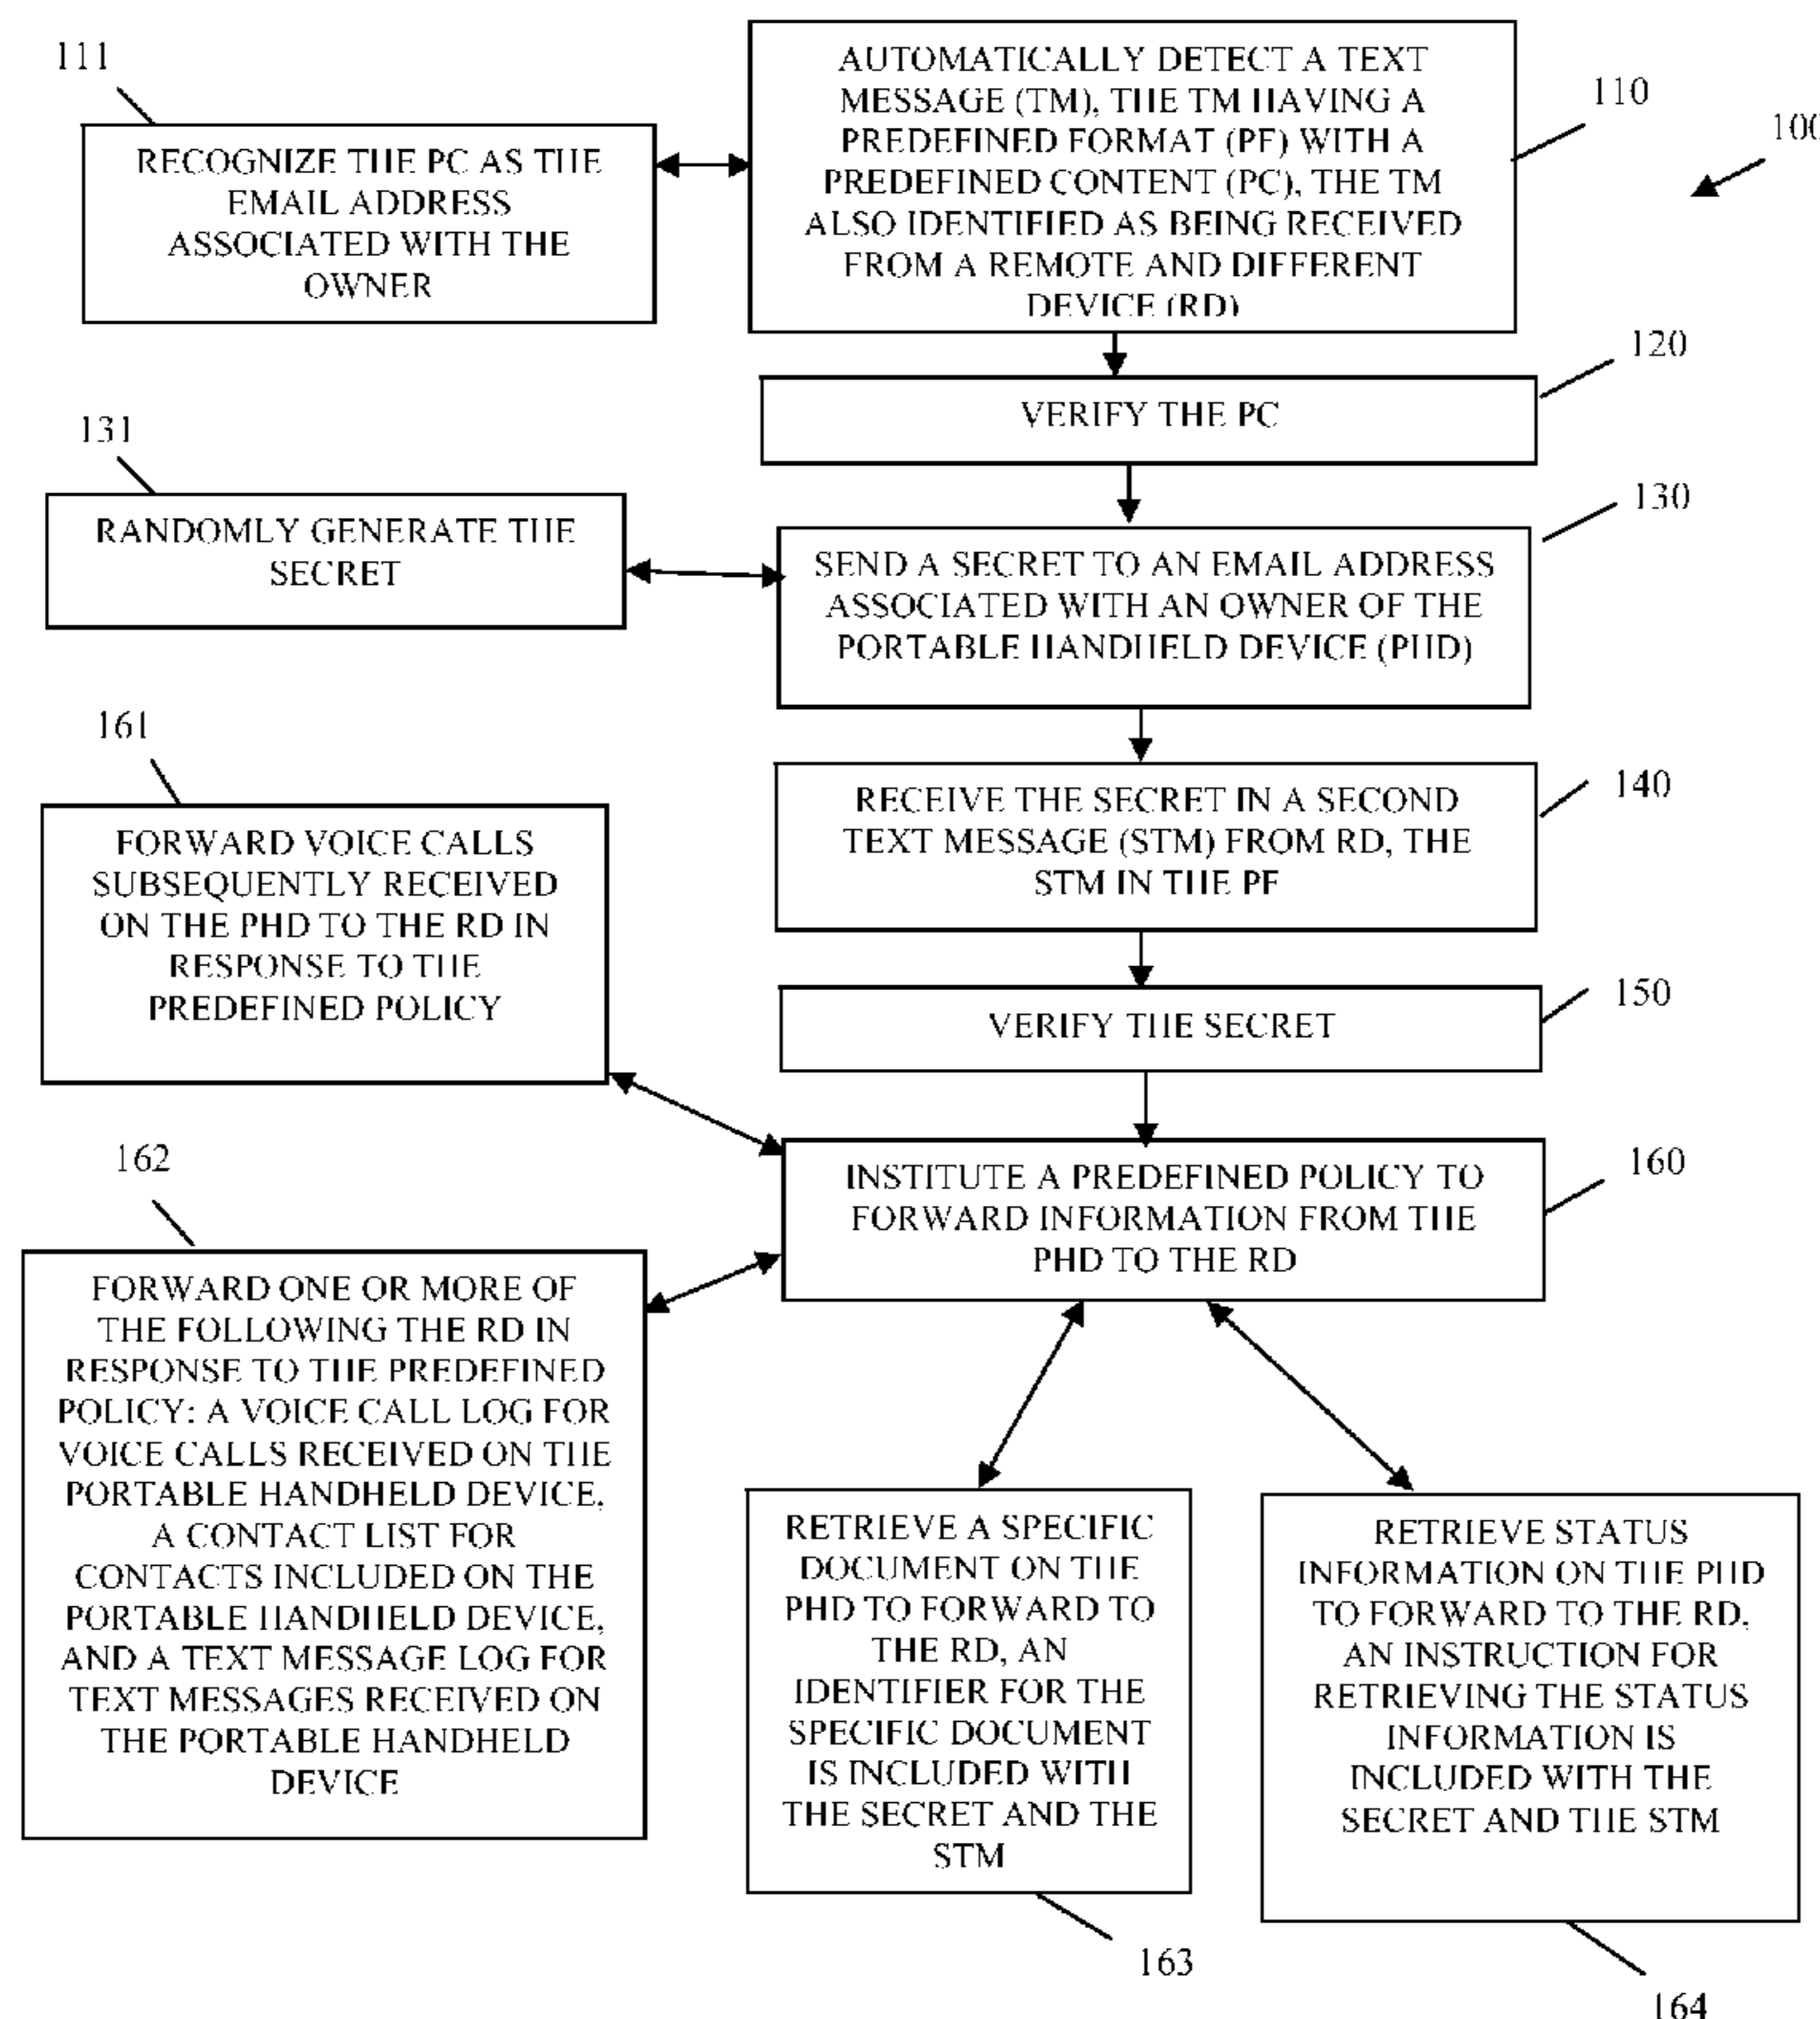 111
RECOGNIZE THE PC AS THE
EMAIL ADDRESS
ASSOCIATED WITH THE
OWNER
AUTOMATICALLY DETECT A TEXT
MESSAGE (TM), THE TM HAVING A
PREDEFINED FORMAT (PF) WITH A
PREDEFINED CONTENT (PC), THE TM
ALSO IDENTIFIED AS BEING RECEIVED
FROM A REMOTE AND DIFFERENT
DEVICE (RD)
110
100
120
VERIFY THE PC
131
RANDOMLY GENERATE THE
SECRET
130
SEND A SECRET TO AN EMAIL ADDRESS
ASSOCIATED WITH AN OWNER OF THE
PORTABLE HANDHELD DEVICE (PHD)
161
FORWARD VOICE CALLS
SUBSEQUENTLY RECEIVED
ON THE PHD TO THE RD IN
RESPONSE TO THE
PREDEFINED POLICY
140
RECEIVE THE SECRET IN A SECOND
TEXT MESSAGE (STM) FROM RD, THE
STM IN THE PF
150
VERIFY THE SECRET
162
160
INSTITUTE A PREDEFINED POLICY TO
FORWARD INFORMATION FROM THE
PHD TO THE RD
FORWARD ONE OR MORE OF
THE FOLLOWING THE RD IN
RESPONSE TO THE PREDEFINED
POLICY: A VOICE CALL LOG FOR
VOICE CALLS RECEIVED ON THE
PORTABLE HANDHELD DEVICE,
A CONTACT LIST FOR
CONTACTS INCLUDED ON THE
PORTABLE HANDHELD DEVICE,
AND A TEXT MESSAGE LOG FOR
TEXT MESSAGES RECEIVED ON
THE PORTABLE HANDHELD
DEVICE
RETRIEVE A SPECIFIC
DOCUMENT ON THE
PHD TO FORWARD TO
THE RD, AN
IDENTIFIER FOR THE
SPECIFIC DOCUMENT
IS INCLUDED WITH
THE SECRET AND THE
STM
163
RETRIEVE STATUS
INFORMATION ON THE PHD
TO FORWARD TO THE RD,
AN INSTRUCTION FOR
RETRIEVING THE STATUS
INFORMATION IS
INCLUDED WITH THE
SECRET AND THE STM
164